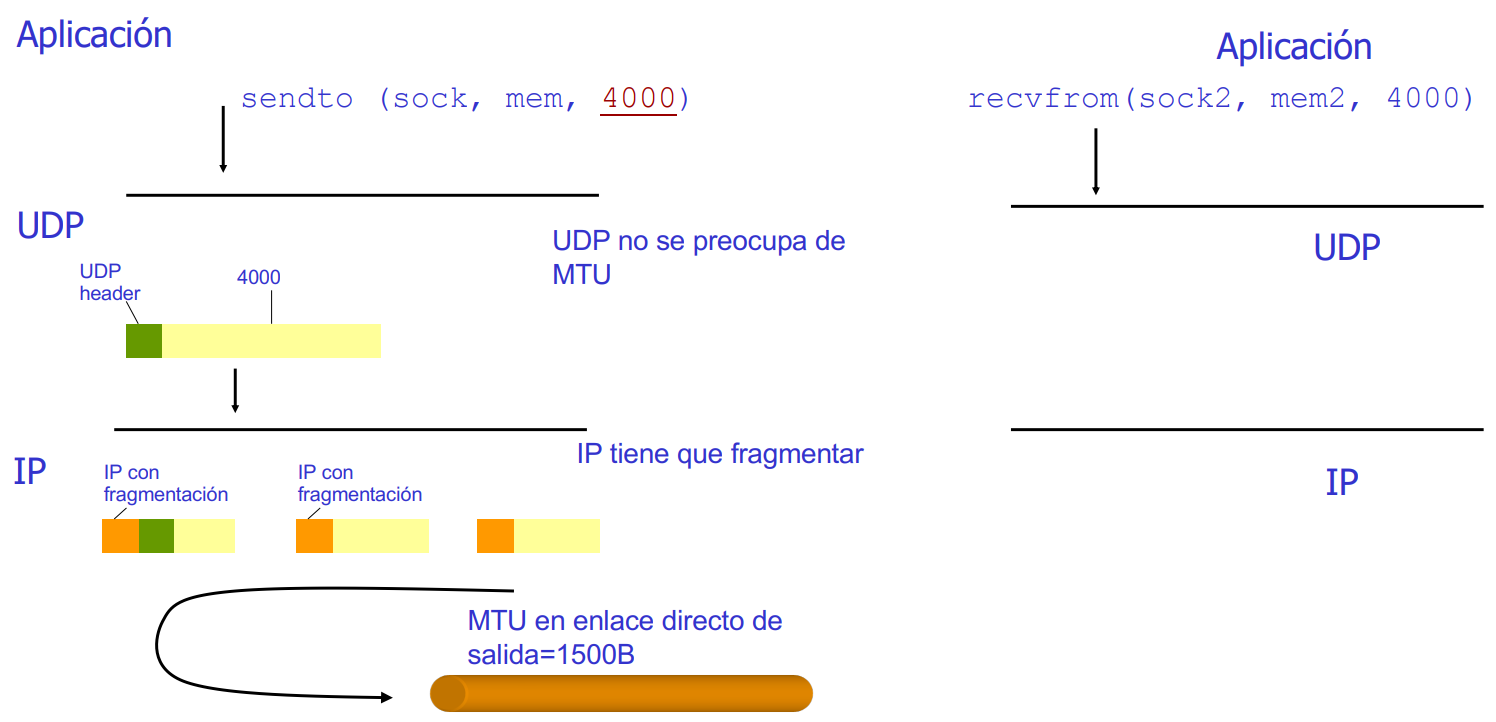 Aplicación
Aplicación
sendto (sock, mem, 4000)
recvfrom(sock2, mem2, 4000)
UDP
UDP no se preocupa de
MTU
UDP
UDP
header
4000
IP tiene que fragmentar
IP
IP con
fragmentación
IP con
fragmentación
IP
MTU en enlace directo de
salida=1500B